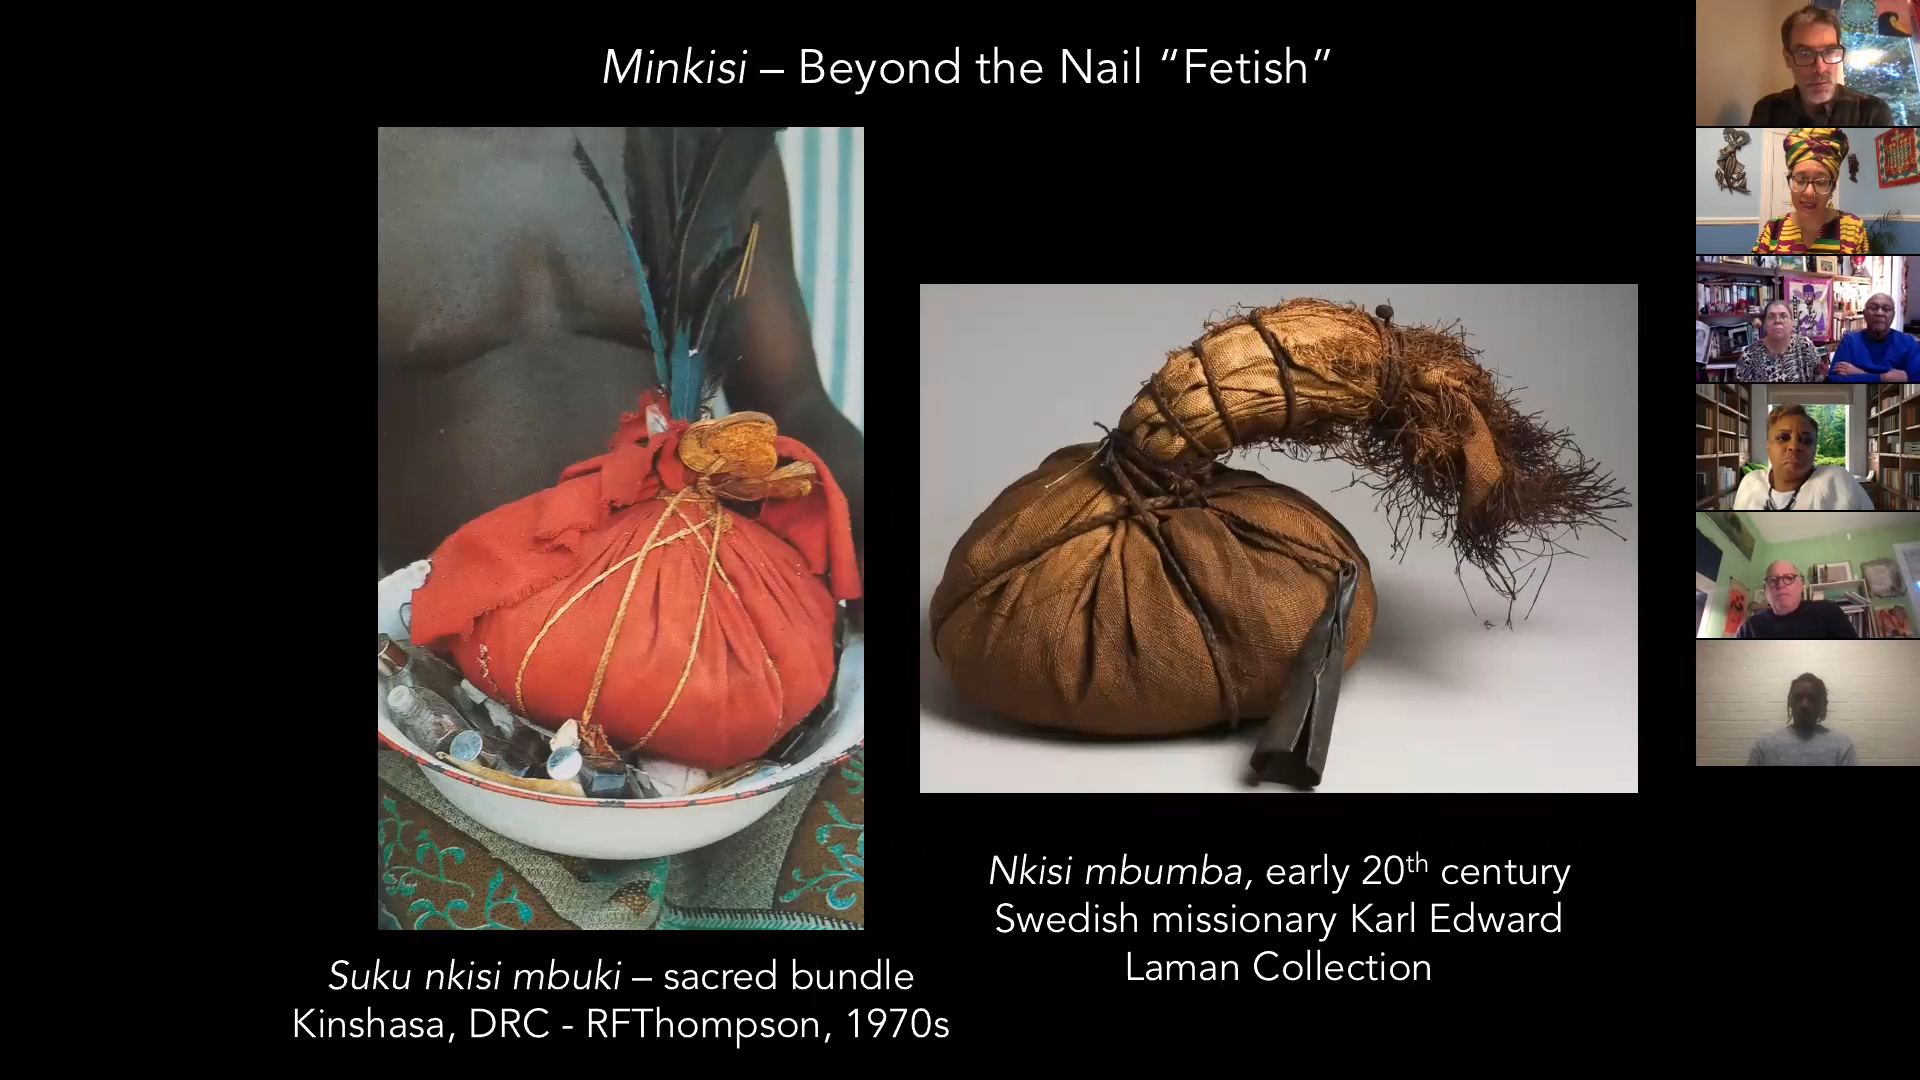 Minkisi – Beyond the Nail “Fetish”
Suku nkisi mbuki – sacred bundle
Kinshasa, DRC - RFThompson, 1970s
Nkisi mbumba, early 20th century
Swedish missionary Karl Edward
Laman Collection